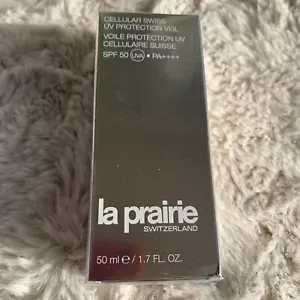 CELLULAR SWISS
UV PROTECTION VEIL
VOILE PROTECTION UV
CELLULAIRE SUISSE
SPF 50 UVA • PA++++
la prairie
SWITZERLAND
50 ml e / 1.7 FL. OZ.